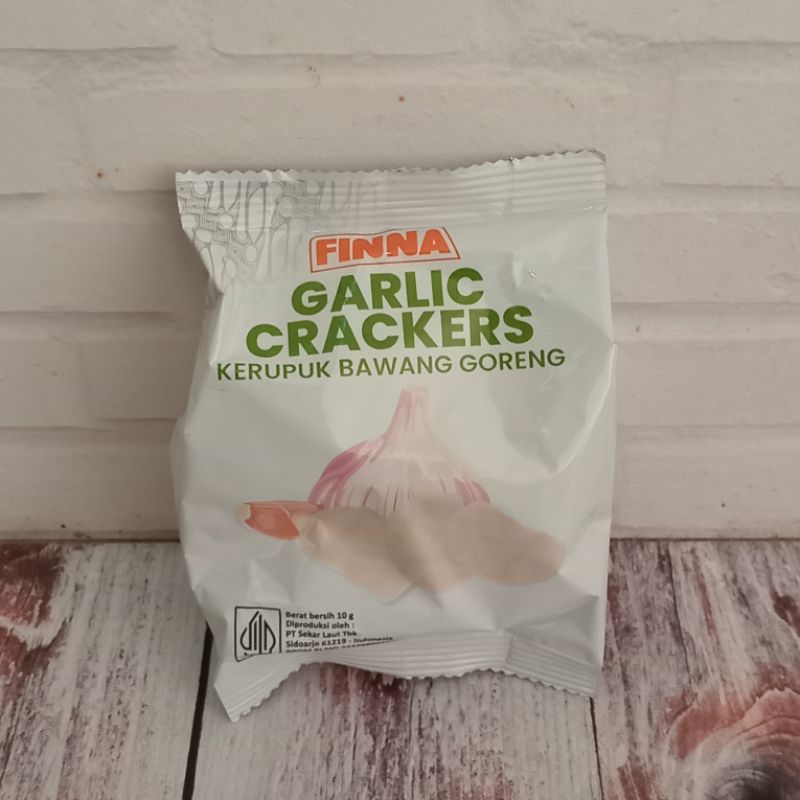 FINNA
GARLIC
CRACKERS
KERUPUK BAWANG GORENG
Berat bersih 10 g
Diproduksi oleh :
PT Sekar Laut Tbk
Sidoarjo 61219 - Indonesia